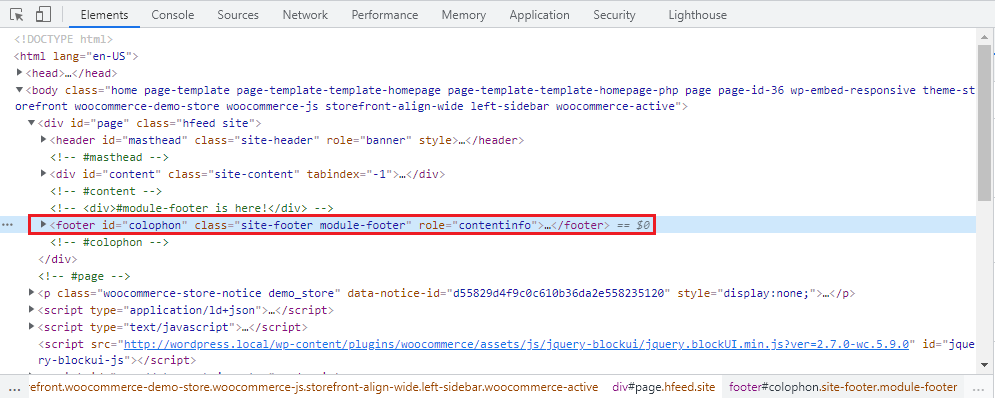 Elements Console Sources Network Performance Memory Application Security Lighthouse
<!DOCTYPE html>
<html lang="en-US">
<head>…</head>
<body class="home page-template page-template-template-homepage page-template-template-homepage-php page page-id-36 wp-embed-responsive theme-st
orefront woocommerce-demo-store woocommerce-js storefront-align-wide left-sidebar woocommerce-active">
<div id="page" class="hfeed site">
<header id="masthead" class="site-header" role="banner" style>…</header>
<!-- #masthead -->
<div id="content" class="site-content" tabindex="-1">…</div>
<!-- #content -->
<!-- <div>#module-footer is here!</div> -->
… <footer id="colophon" class="site-footer module-footer" role="contentinfo">…</footer> == $0
<!-- #colophon -->
</div>
<!-- #page -->
<p class="woocommerce-store-notice demo_store" data-notice-id="d55829d4f9c0c610b36da2e558235120" style="display:none;">…</p>
<script type="application/ld+json">…</script>
<script type="text/javascript">…</script>
<script src="http://wordpress.local/wp-content/plugins/woocommerce/assets/js/jquery-blockui/jquery.blockUI.min.js?ver=2.7.0-wc.5.9.0" id="jque
ry-blockui-js"></script>
… refront.woocommerce-demo-store.woocommerce-js.storefront-align-wide.left-sidebar.woocommerce-active div#page.hfeed.site footer#colophon.site-footer.module-footer …